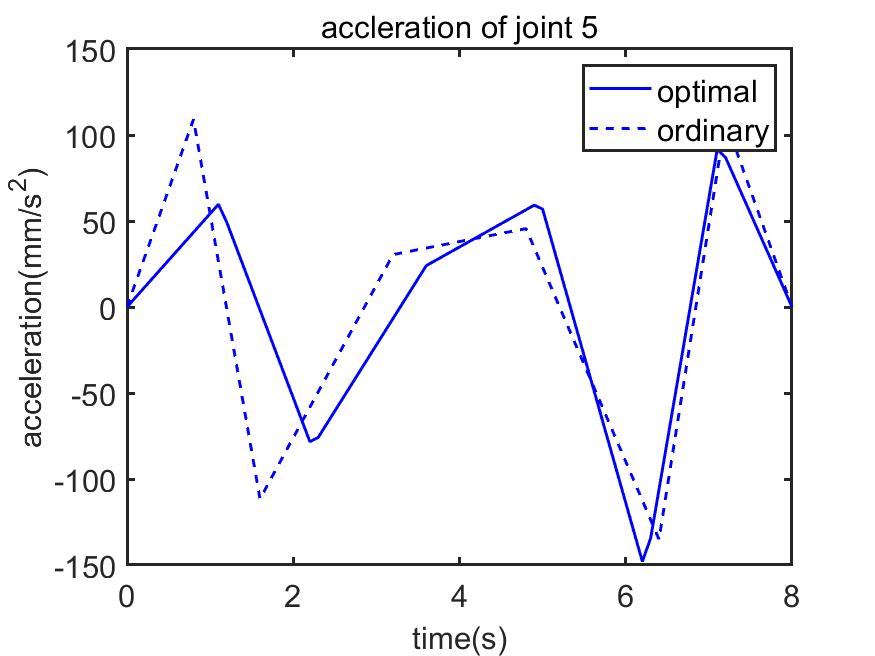 accleration of joint 5
150
100
50
0
-50
-100
-150
acceleration(mm/s²)
optimal
ordinary
0 2 4 6 8
time(s)